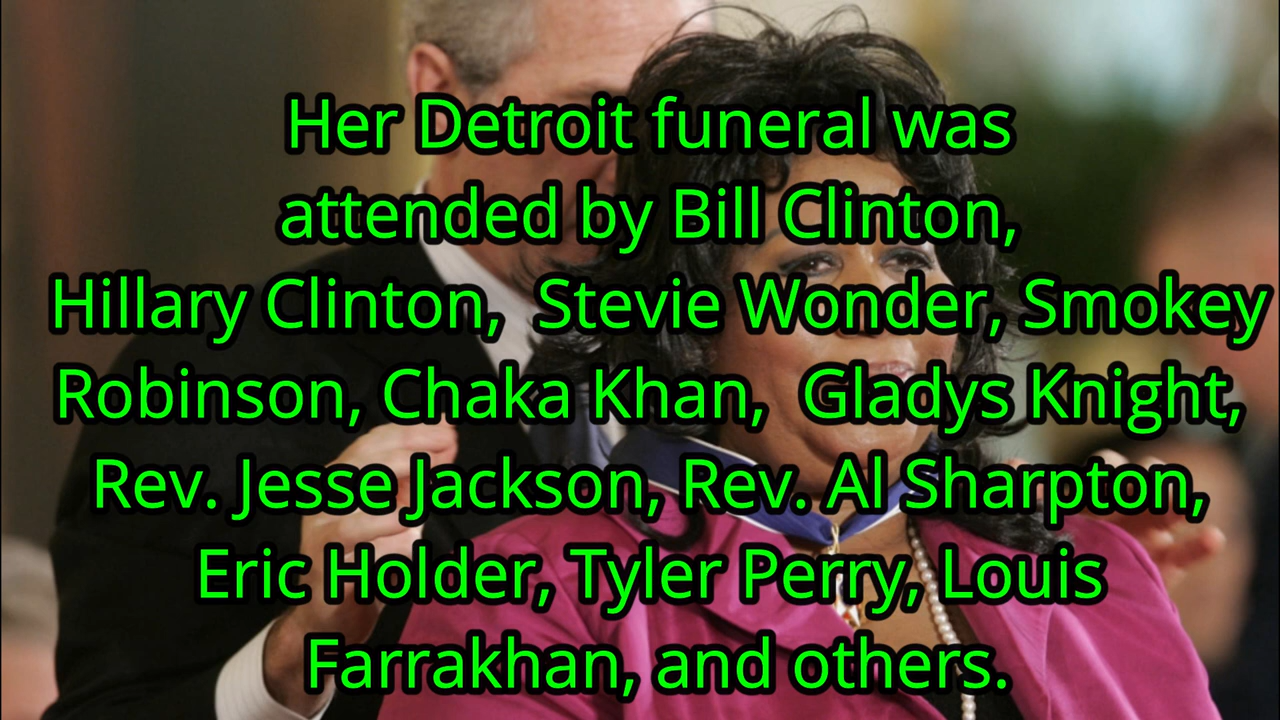 Her Detroit funeral was
attended by Bill Clinton,
Hillary Clinton,  Stevie Wonder, Smokey
Robinson, Chaka Khan,  Gladys Knight,
Rev. Jesse Jackson, Rev. Al Sharpton,
Eric Holder, Tyler Perry, Louis
Farrakhan, and others.